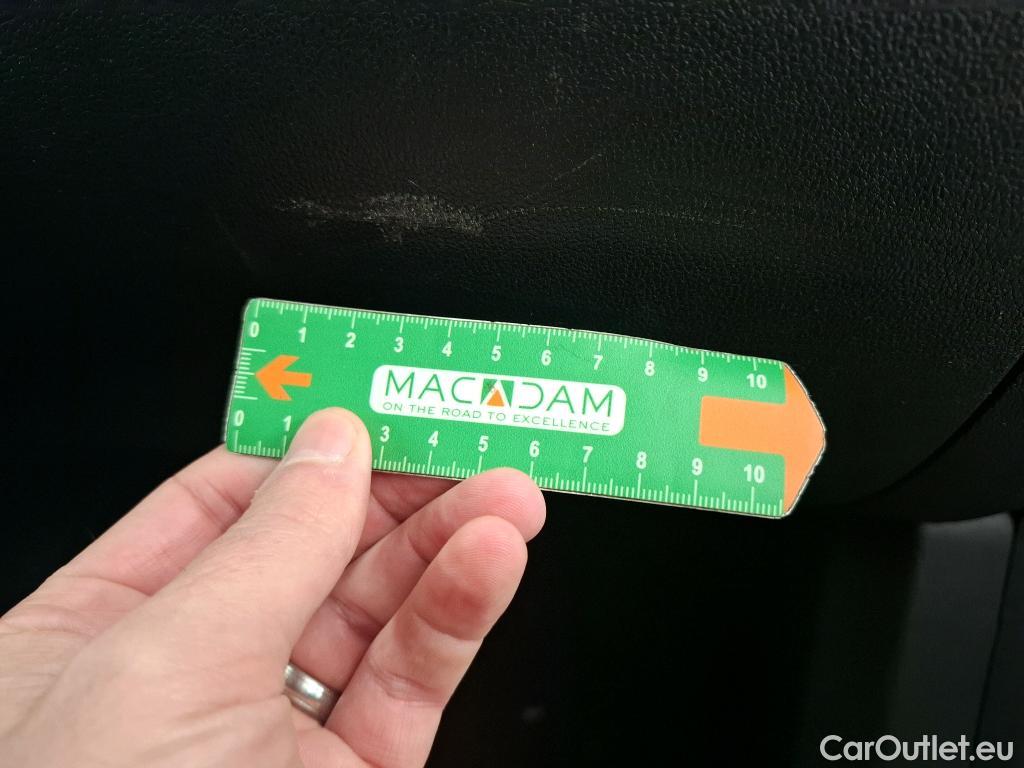 0 1 2 3 4 5 6 7 8 9 10
MACADAM
ON THE ROAD TO EXCELLENCE
0 1 3 4 5 6 7 8 9 10
CarOutlet.eu